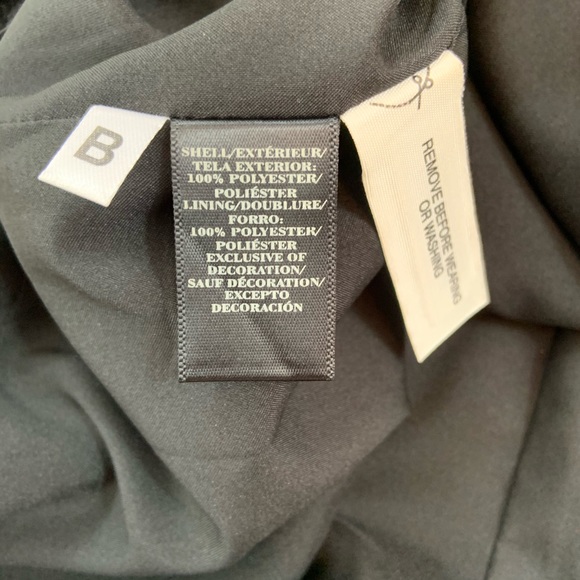 B
SHELL/EXTÉRIEUR/
TELA EXTERIOR:
100% POLYESTER/
POLIÉSTER
LINING/DOUBLURE/
FORRO:
100% POLYESTER/
POLIÉSTER
EXCLUSIVE OF
DECORATION/
SAUF DÉCORATION/
EXCEPTO
DECORACIÓN
REMOVE BEFORE WEARING
OR WASHING